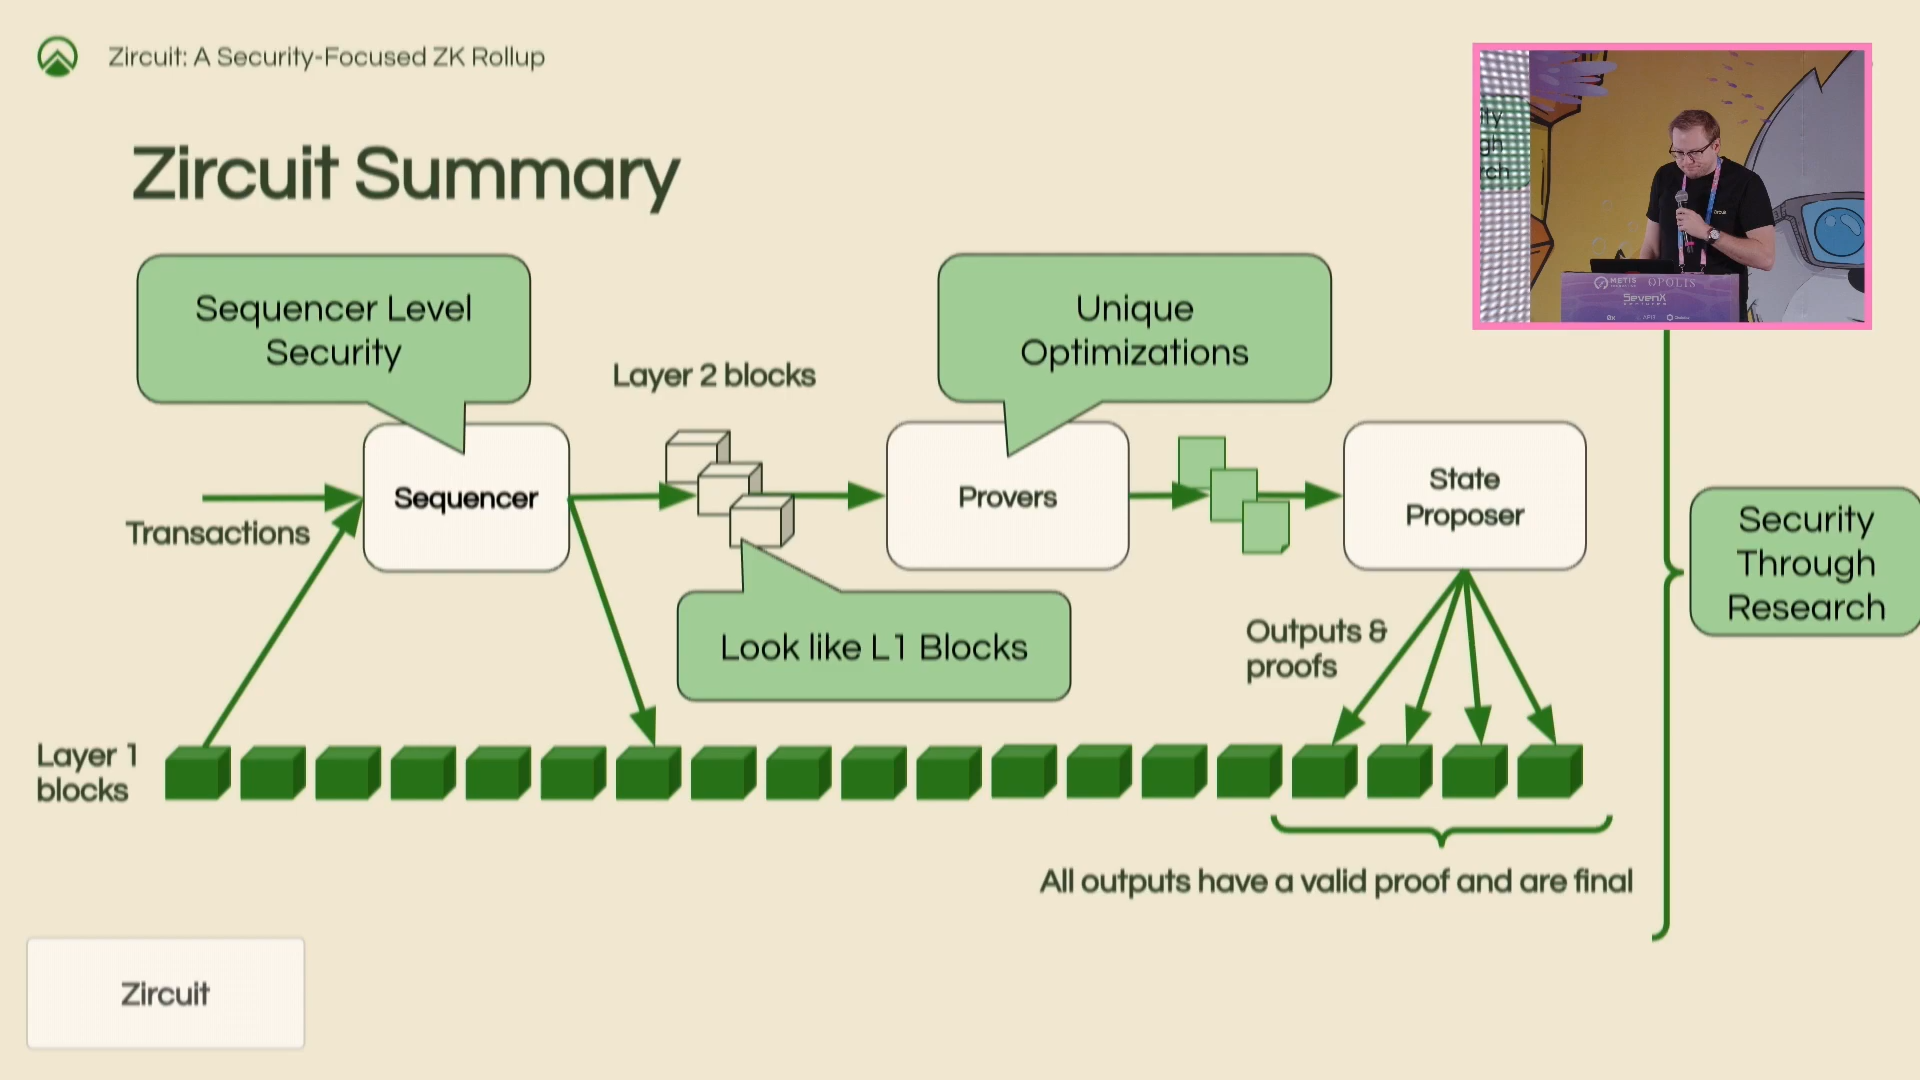 Zircuit: A Security-Focused ZK Rollup
Zircuit Summary
Sequencer Level
Security
Unique
Optimizations
Layer 2 blocks
Transactions
Sequencer
Provers
State
Proposer
Look like L1 Blocks
Outputs &
proofs
Security
Through
Research
Layer 1
blocks
All outputs have a valid proof and are final
Zircuit
METIS
OPOLIS
SevenX